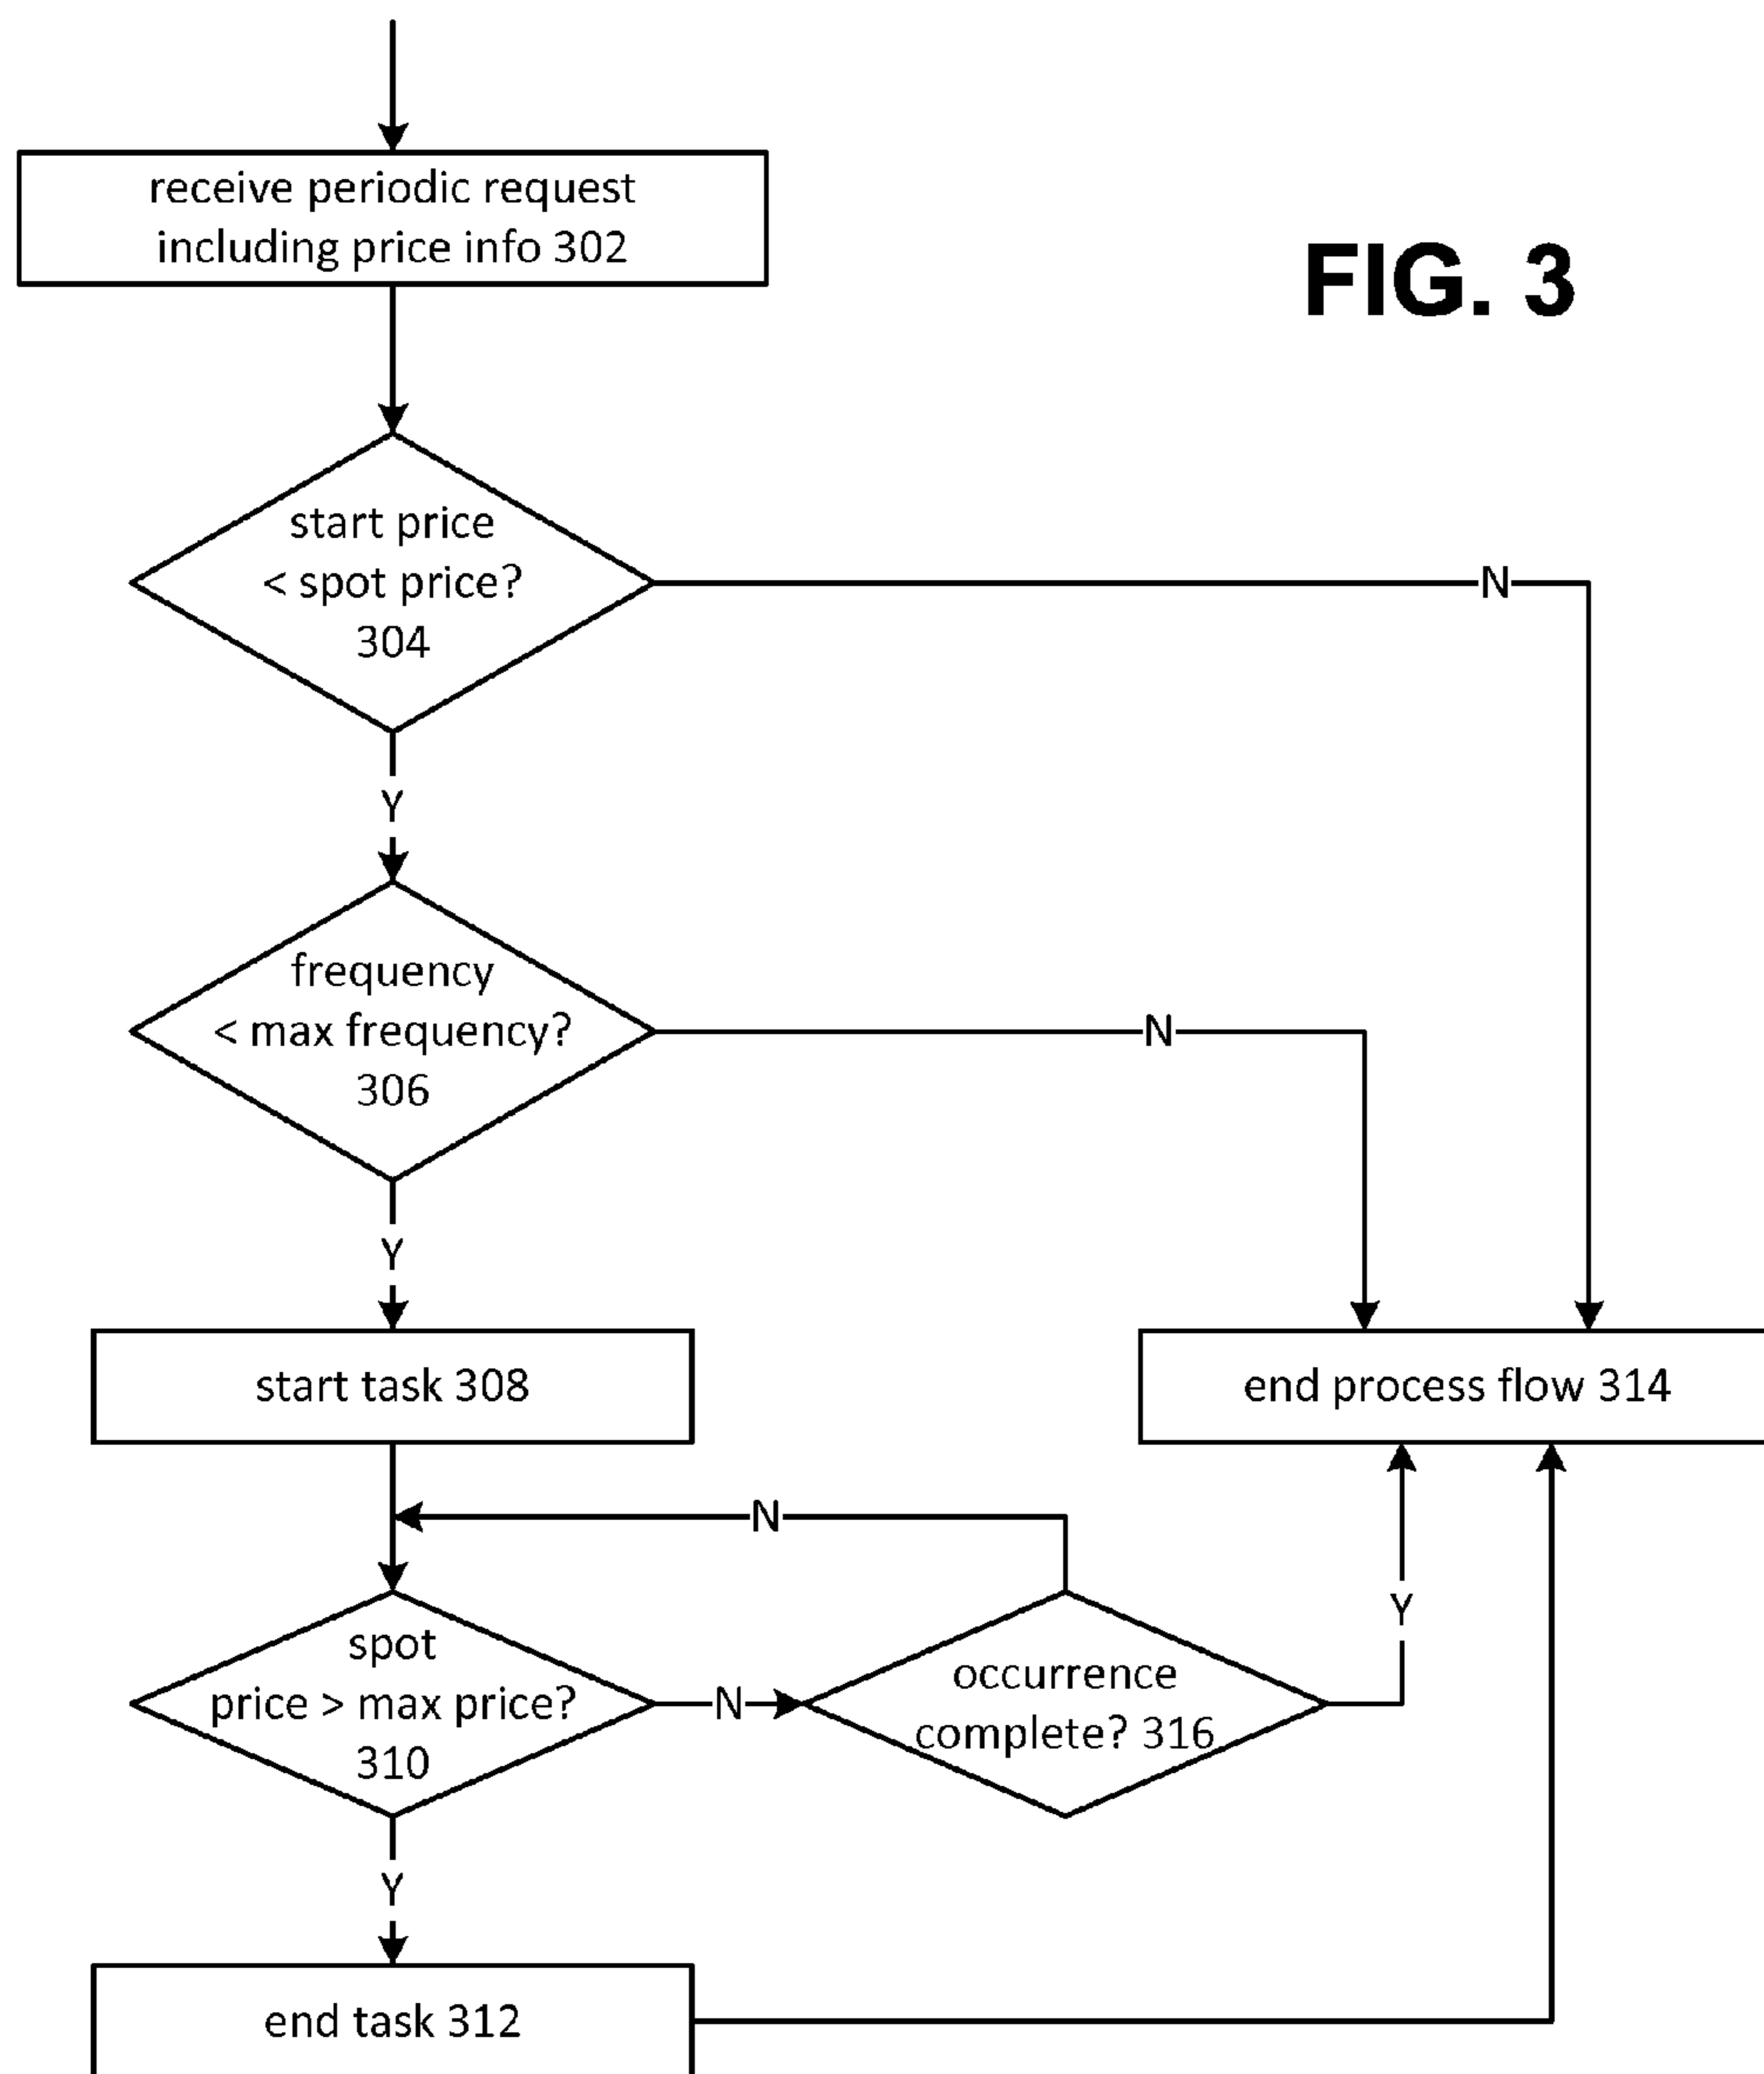 receive periodic request
including price info 302
FIG. 3
start price
< spot price?
304
N
Y
frequency
< max frequency?
306
N
Y
start task 308
end process flow 314
N
spot
price > max price?
310
N
occurrence
complete? 316
Y
Y
end task 312